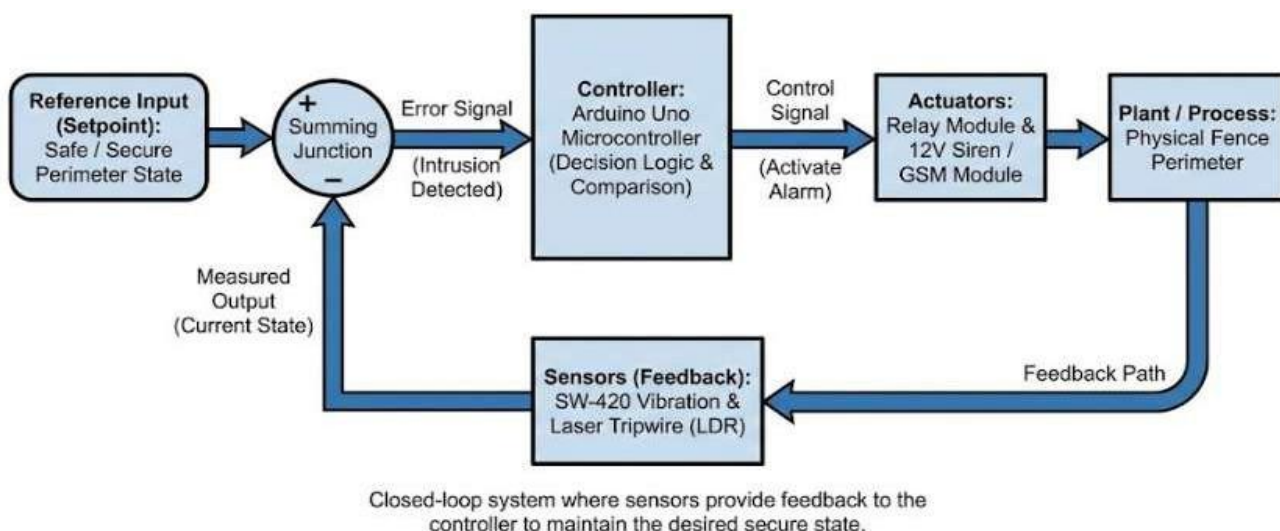 Reference Input
(Setpoint):
Safe / Secure
Perimeter State
+
Summing
Junction
−
Error Signal
(Intrusion
Detected)
Controller:
Arduino Uno
Microcontroller
(Decision Logic &
Comparison)
Control
Signal
(Activate
Alarm)
Actuators:
Relay Module &
12V Siren /
GSM Module
Plant / Process:
Physical Fence
Perimeter
Measured
Output
(Current State)
Sensors (Feedback):
SW-420 Vibration &
Laser Tripwire (LDR)
Feedback Path
Closed-loop system where sensors provide feedback to the
controller to maintain the desired secure state.